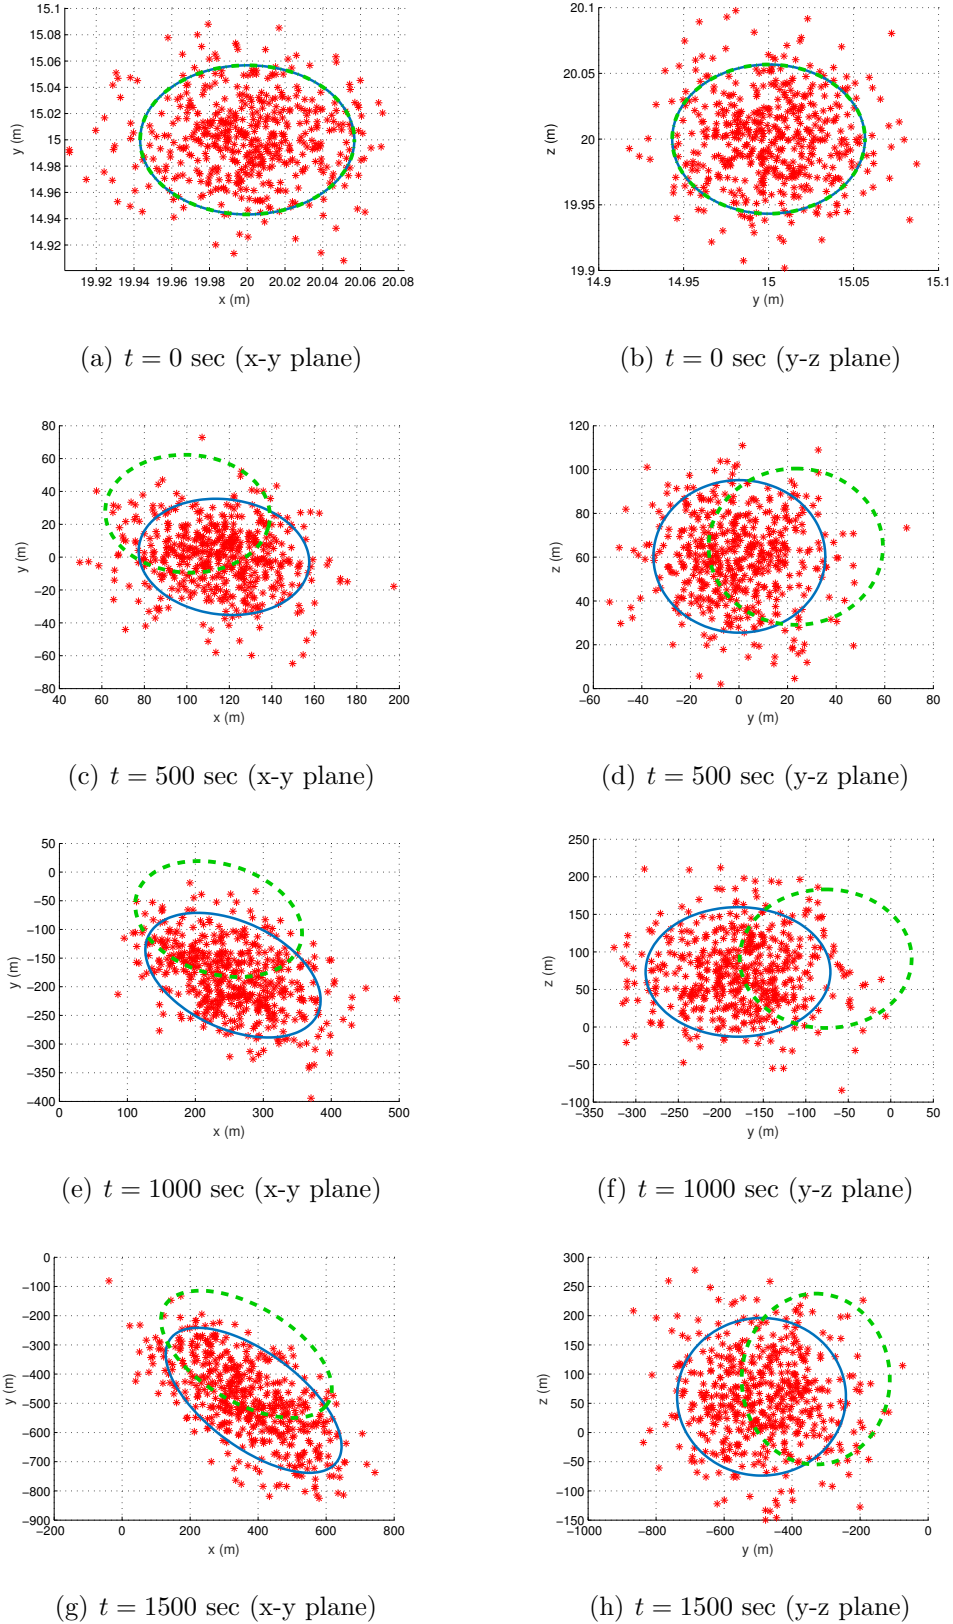 15.1
15.06
15.02
15
14.98
14.96
14.94
14.92
y (m)
19.92 19.94 19.96 19.98 20 20.02 20.04 20.06 20.08
x (m)
20.1
20.05
20
19.95
19.9
z (m)
14.9 14.95 15 15.05 15.1
y (m)
(a) t = 0 sec (x-y plane)
(b) t = 0 sec (y-z plane)
80
60
40
20
0
−20
−40
−60
−80
y (m)
40 60 80 100 120 140 160 180 200
x (m)
120
100
80
60
40
20
0
z (m)
−60 −40 −20 0 20 40 60 80
y (m)
(c) t = 500 sec (x-y plane)
(d) t = 500 sec (y-z plane)
50
0
−50
−100
−150
−200
−250
−300
−350
−400
y (m)
0 100 200 300 400 500
x (m)
250
200
150
100
50
0
−50
−100
z (m)
−350 −300 −250 −200 −150 −100 −50 0 50
y (m)
(e) t = 1000 sec (x-y plane)
(f) t = 1000 sec (y-z plane)
0
−100
−200
−300
−400
−500
−600
−700
−800
−900
y (m)
−200 0 200 400 600 800
x (m)
300
250
200
150
100
50
0
−50
−100
−150
z (m)
−1000 −800 −600 −400 −200 0
y (m)
(g) t = 1500 sec (x-y plane)
(h) t = 1500 sec (y-z plane)